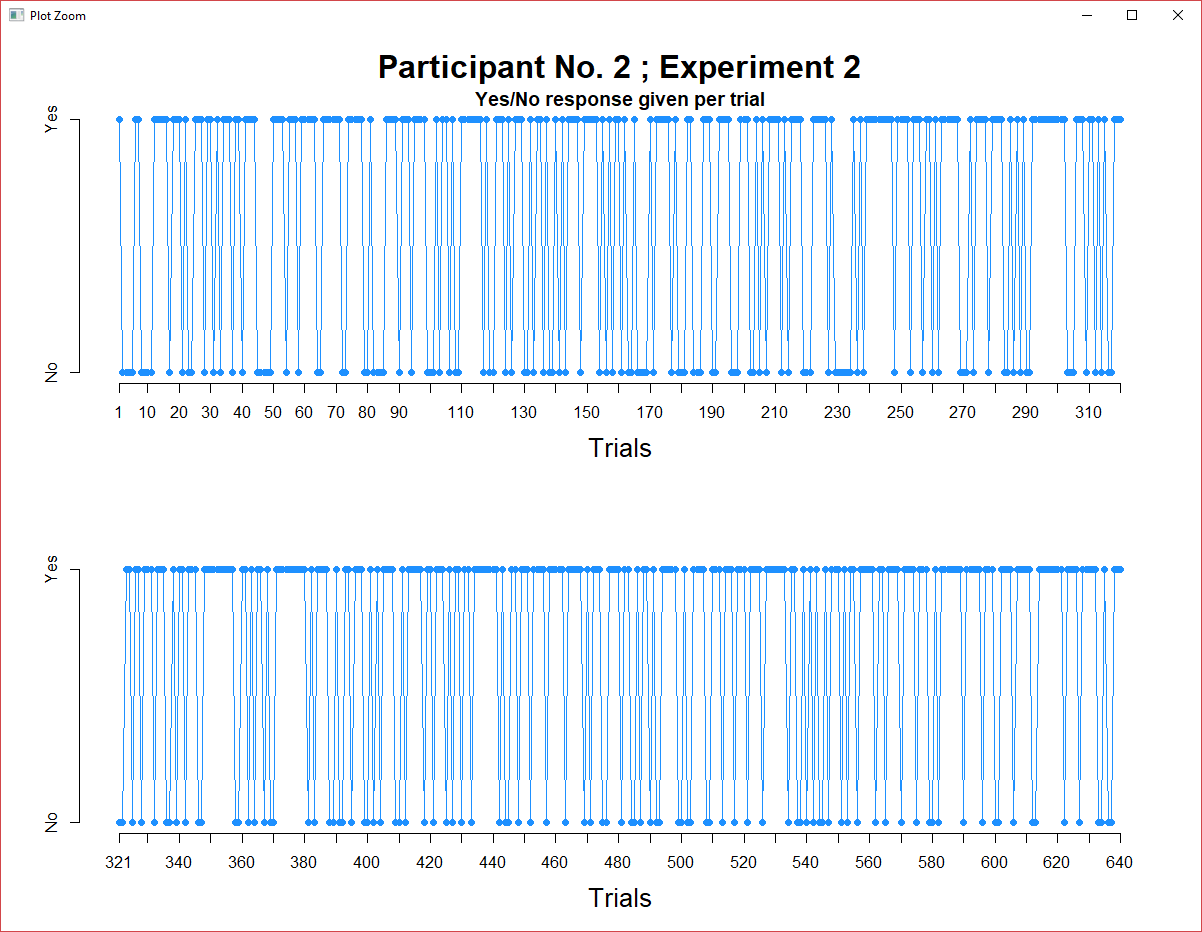 Plot Zoom
Participant No. 2 ; Experiment 2
Yes/No response given per trial
Yes
No
1 10 20 30 40 50 60 70 80 90 110 130 150 170 190 210 230 250 270 290 310
Trials
Yes
No
321 340 360 380 400 420 440 460 480 500 520 540 560 580 600 620 640
Trials